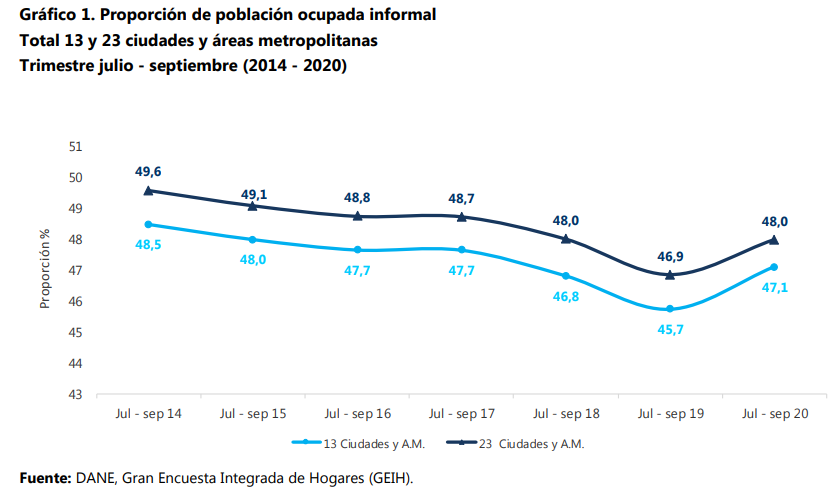 Gráfico 1. Proporción de población ocupada informal
Total 13 y 23 ciudades y áreas metropolitanas
Trimestre julio - septiembre (2014 - 2020)
Proporción %
51
50
49
48
47
46
45
44
43
49,6
49,1
48,8
48,7
48,0
46,9
48,0
48,5
48,0
47,7
47,7
46,8
45,7
47,1
Jul - sep 14
Jul - sep 15
Jul - sep 16
Jul - sep 17
Jul - sep 18
Jul - sep 19
Jul - sep 20
13 Ciudades y A.M.
23 Ciudades y A.M.
Fuente: DANE, Gran Encuesta Integrada de Hogares (GEIH).